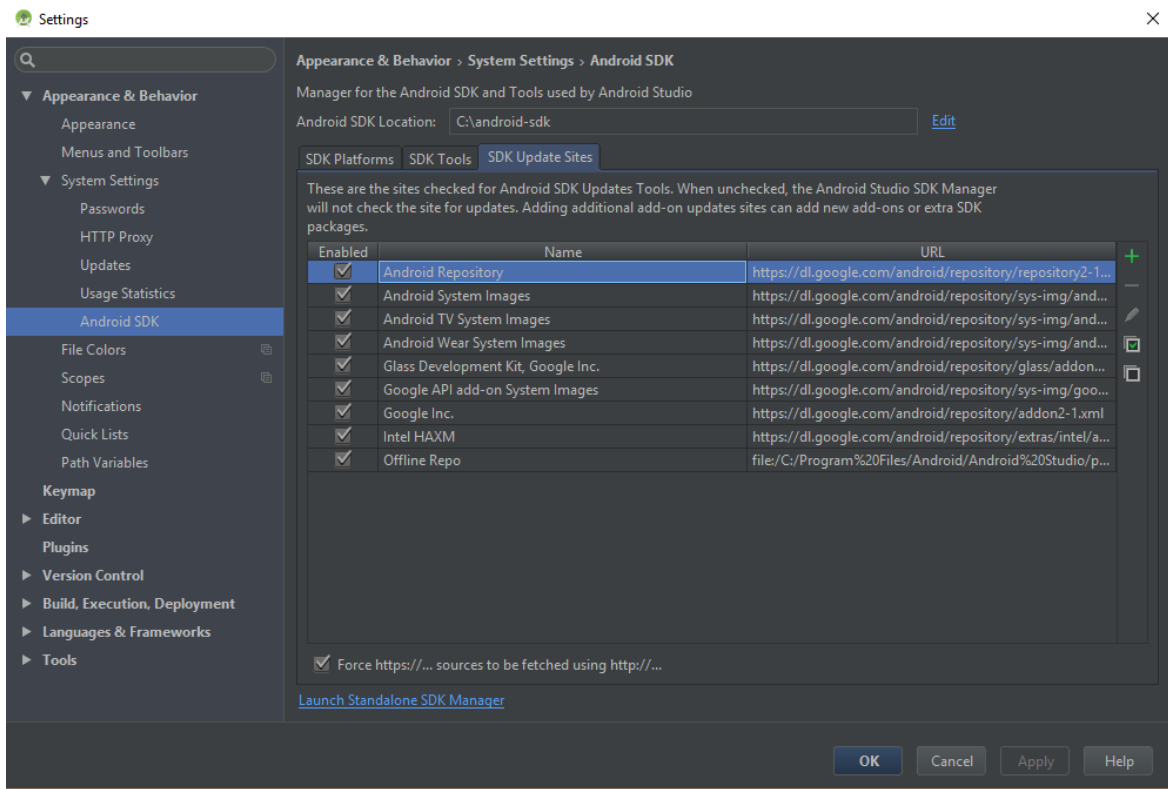 Settings
Appearance & Behavior
Appearance
Menus and Toolbars
System Settings
Passwords
HTTP Proxy
Updates
Usage Statistics
Android SDK
File Colors
Scopes
Notifications
Quick Lists
Path Variables
Keymap
Editor
Plugins
Version Control
Build, Execution, Deployment
Languages & Frameworks
Tools
Appearance & Behavior › System Settings › Android SDK
Manager for the Android SDK and Tools used by Android Studio
Android SDK Location: C:\android-sdk Edit
SDK Platforms SDK Tools SDK Update Sites
These are the sites checked for Android SDK Updates Tools. When unchecked, the Android Studio SDK Manager
will not check the site for updates. Adding additional add-on updates sites can add new add-ons or extra SDK
packages.
Enabled Name URL
Android Repository https://dl.google.com/android/repository/repository2-1...
Android System Images https://dl.google.com/android/repository/sys-img/and...
Android TV System Images https://dl.google.com/android/repository/sys-img/and...
Android Wear System Images https://dl.google.com/android/repository/sys-img/and...
Glass Development Kit, Google Inc. https://dl.google.com/android/repository/glass/addon...
Google API add-on System Images https://dl.google.com/android/repository/sys-img/goo...
Google Inc. https://dl.google.com/android/repository/addon2-1.xml
Intel HAXM https://dl.google.com/android/repository/extras/intel/a...
Offline Repo file:/C:/Program%20Files/Android/Android%20Studio/p...
Force https://... sources to be fetched using http://...
Launch Standalone SDK Manager
OK Cancel Apply Help